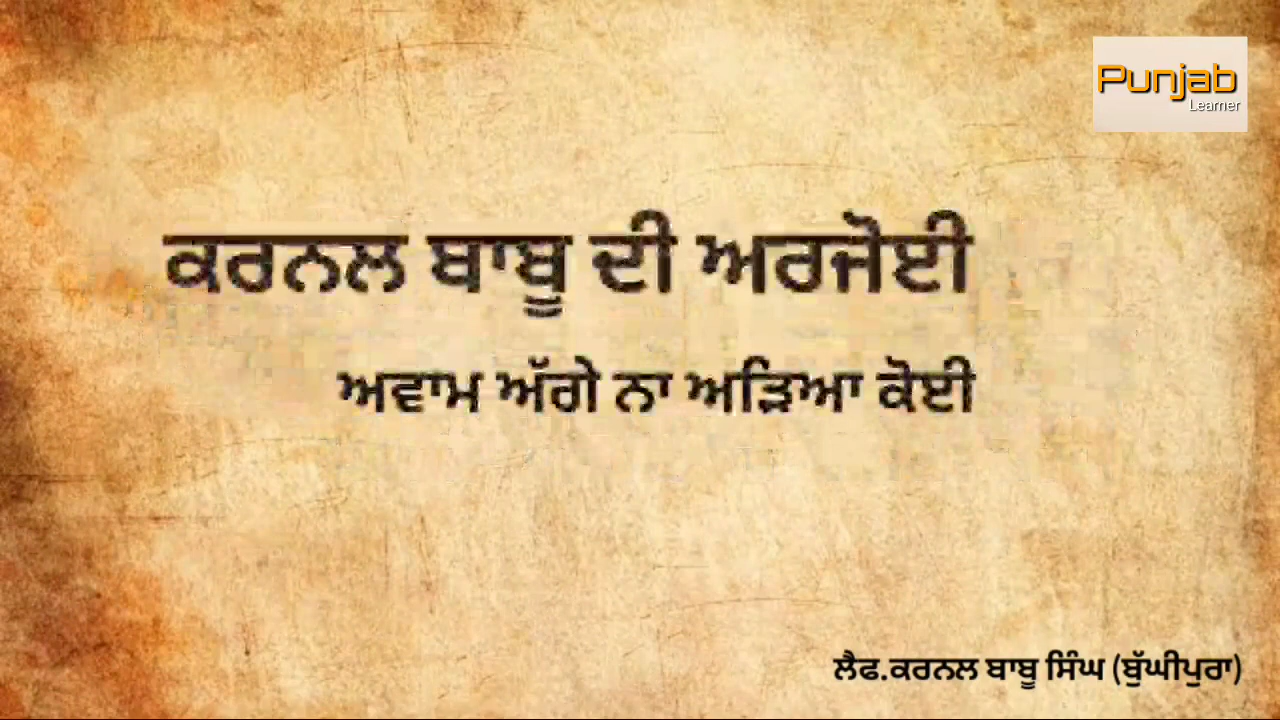 Punjab
Learner
ਕਰਨਲ ਬਾਬੂ ਦੀ ਅਰਜੋਈ
ਅਵਾਮ ਅੱਗੇ ਨਾ ਅੜਿਆ ਕੋਈ
ਲੈਫ.ਕਰਨਲ ਬਾਬੂ ਸਿੰਘ (ਬੁੱਘੀਪੁਰਾ)